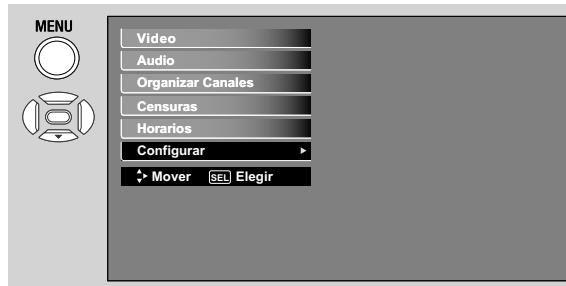 MENU
Video
Audio
Organizar Canales
Censuras
Horarios
Configurar
Mover SEL Elegir